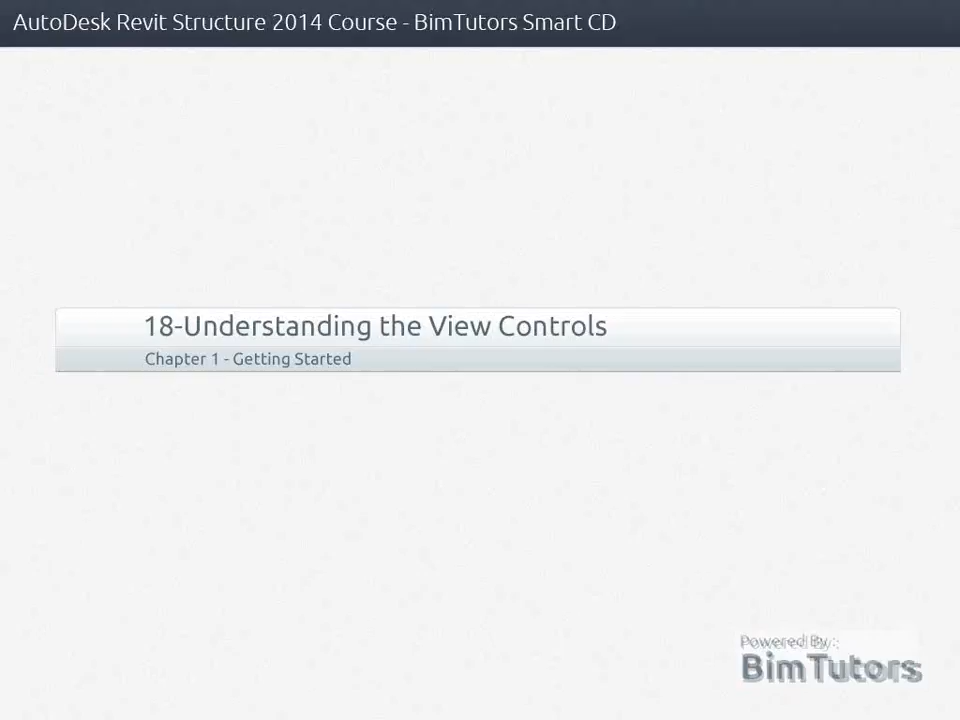 AutoDesk Revit Structure 2014 Course - BimTutors Smart CD
18-Understanding the View Controls
Chapter 1 - Getting Started
Powered By:
BimTutors